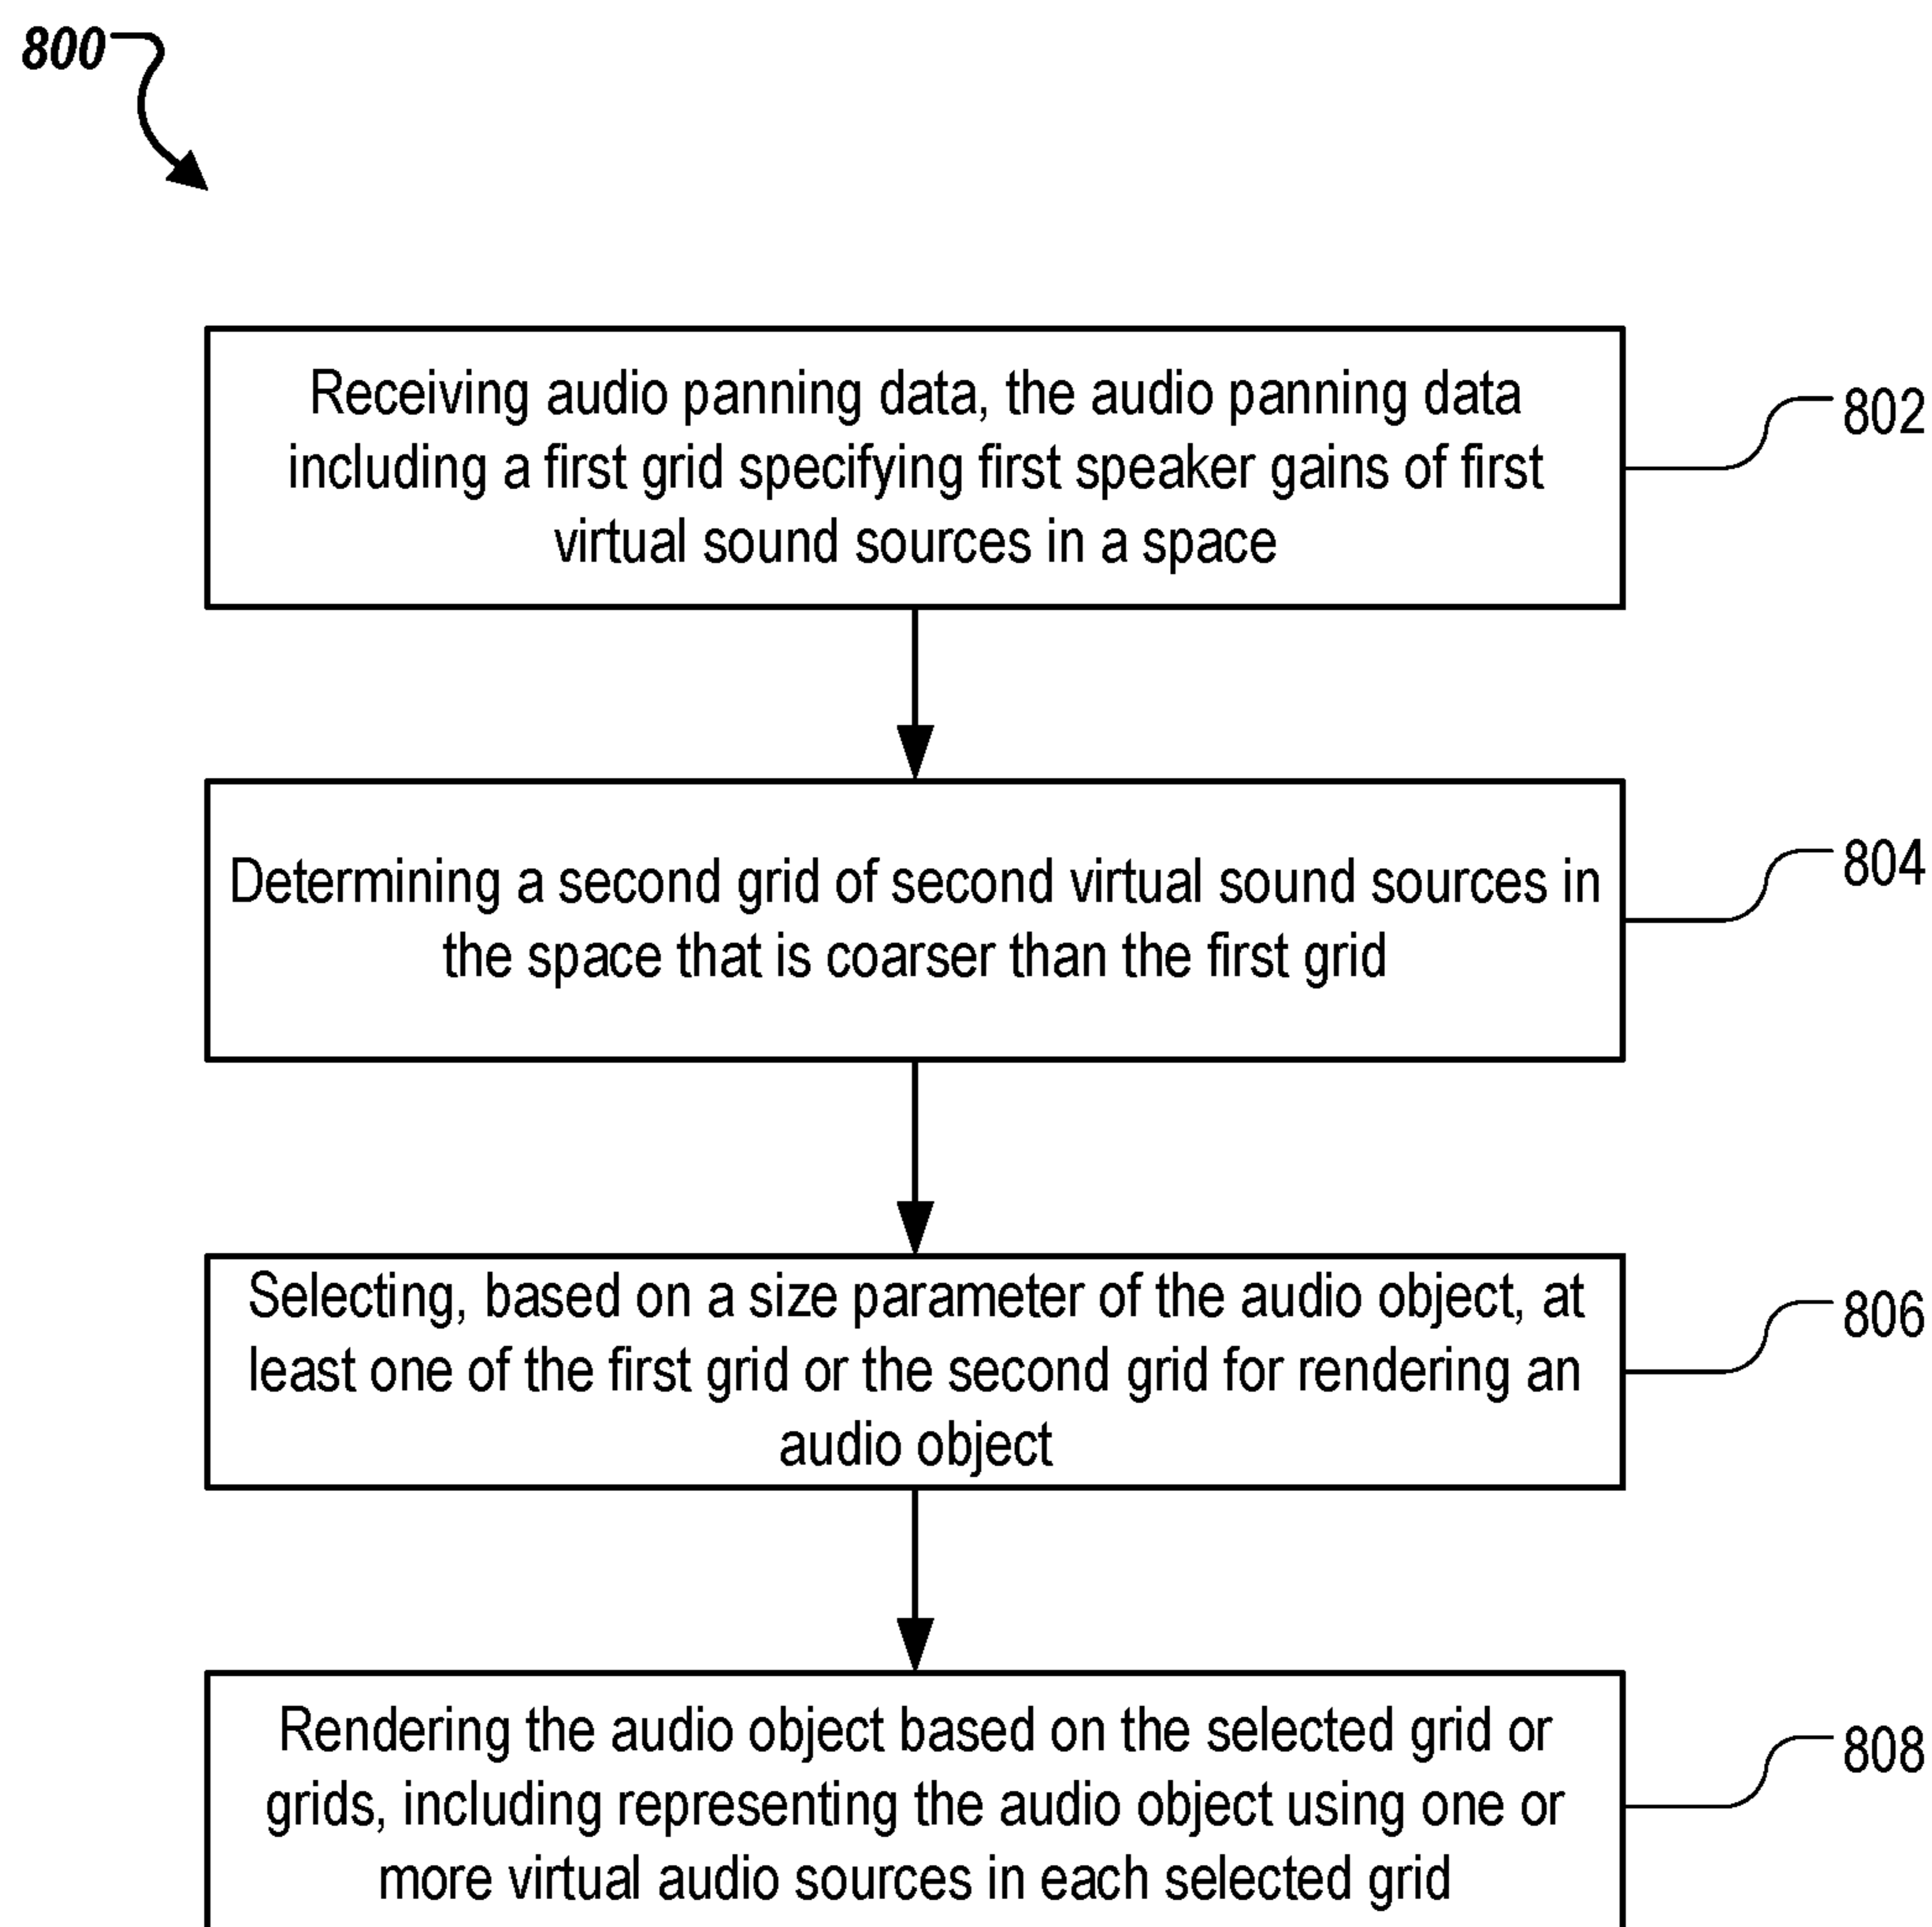 800
Receiving audio panning data, the audio panning data
including a first grid specifying first speaker gains of first
virtual sound sources in a space
802
Determining a second grid of second virtual sound sources in
the space that is coarser than the first grid
804
Selecting, based on a size parameter of the audio object, at
least one of the first grid or the second grid for rendering an
audio object
806
Rendering the audio object based on the selected grid or
grids, including representing the audio object using one or
more virtual audio sources in each selected grid
808